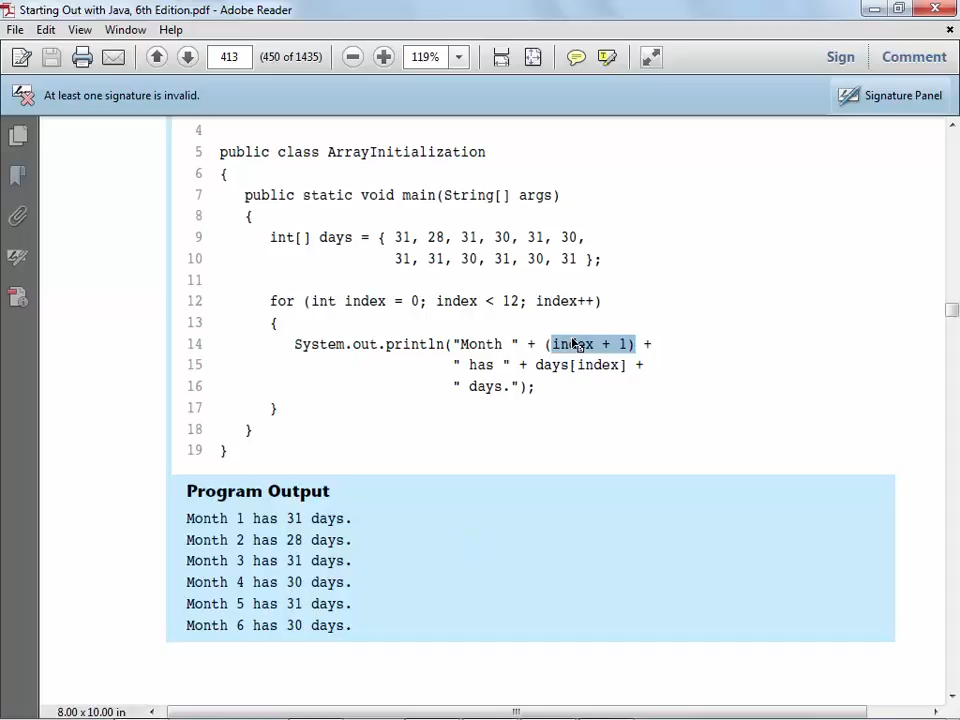 Starting Out with Java, 6th Edition.pdf - Adobe Reader
File Edit View Window Help
413 (450 of 1435) 119% Sign Comment
At least one signature is invalid. Signature Panel
4
5 public class ArrayInitialization
6 {
7 public static void main(String[] args)
8 {
9 int[] days = { 31, 28, 31, 30, 31, 30,
10 31, 31, 30, 31, 30, 31 };
11
12 for (int index = 0; index < 12; index++)
13 {
14 System.out.println("Month " + (index + 1) +
15 " has " + days[index] +
16 " days.");
17 }
18 }
19 }
Program Output
Month 1 has 31 days.
Month 2 has 28 days.
Month 3 has 31 days.
Month 4 has 30 days.
Month 5 has 31 days.
Month 6 has 30 days.
8.00 x 10.00 in